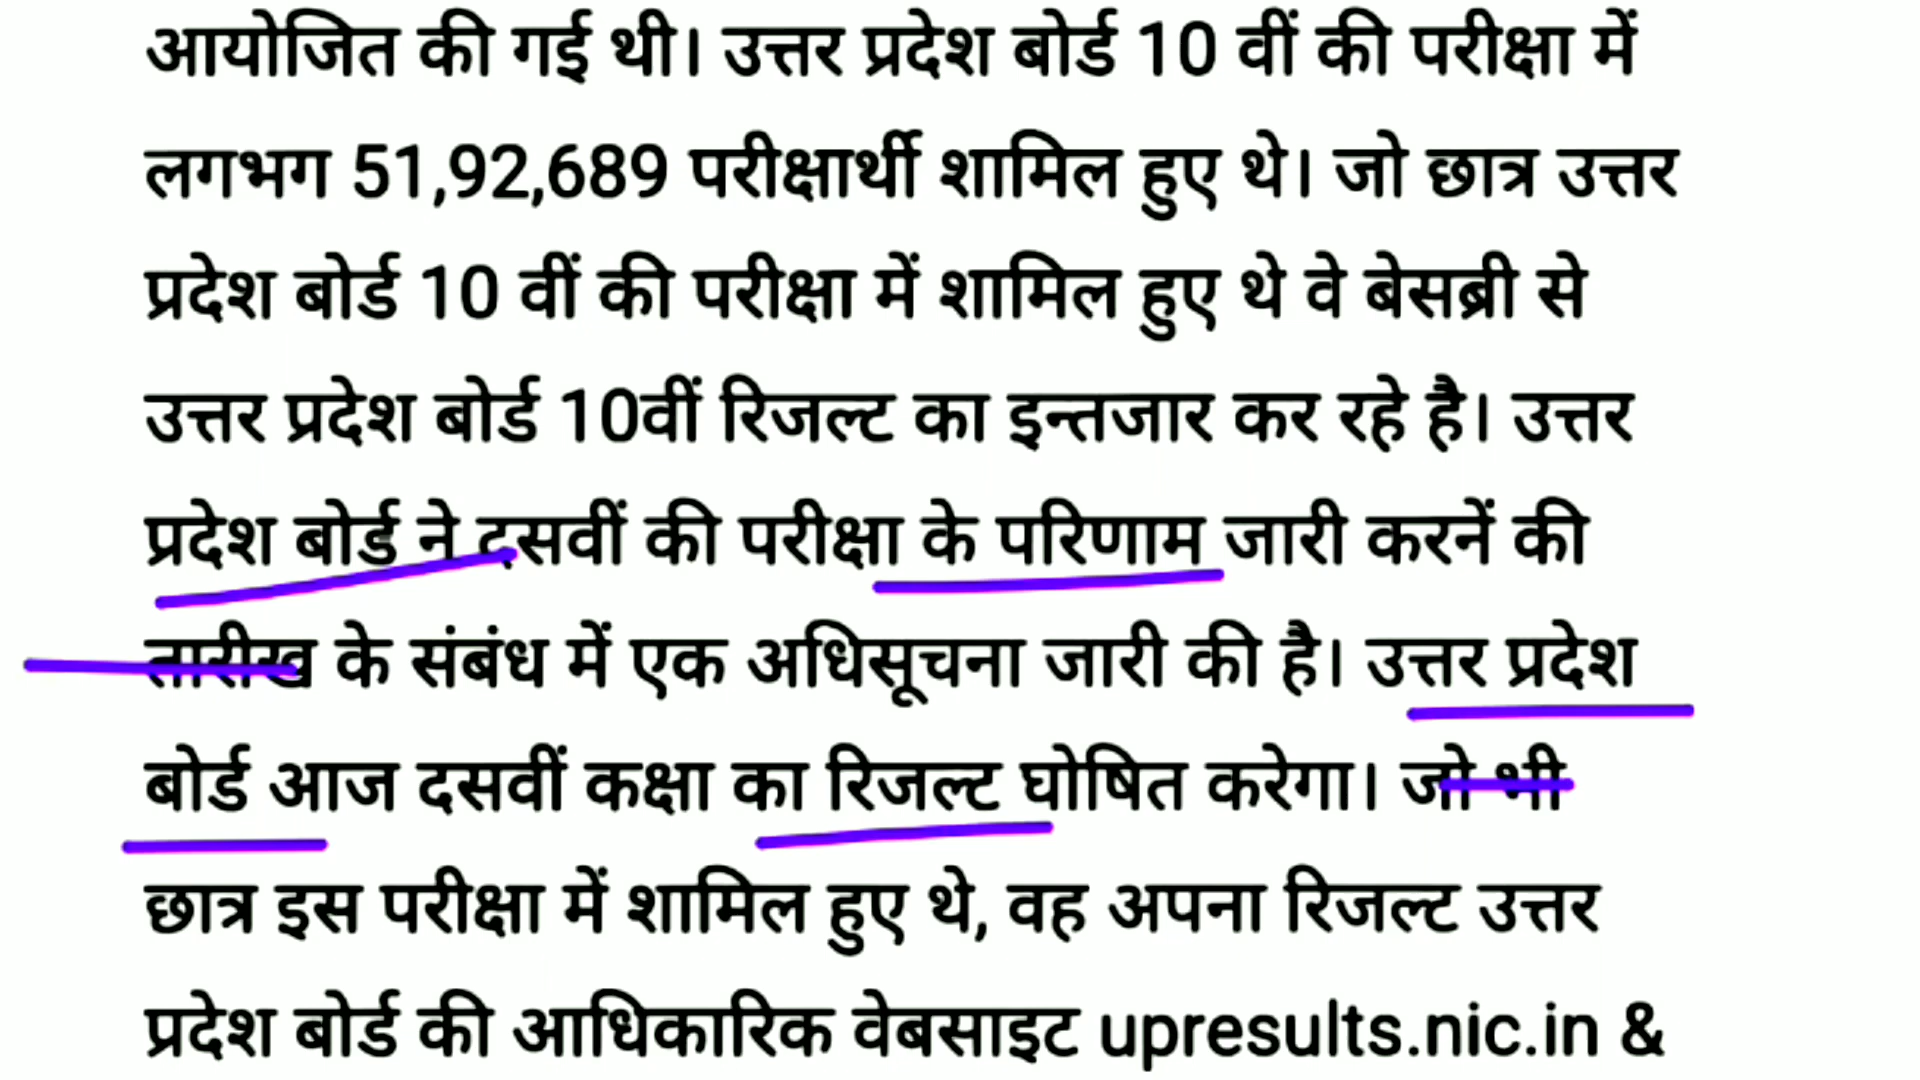 आयोजित की गई थी। उत्तर प्रदेश बोर्ड 10 वीं की परीक्षा में
लगभग 51,92,689 परीक्षार्थी शामिल हुए थे। जो छात्र उत्तर
प्रदेश बोर्ड 10 वीं की परीक्षा में शामिल हुए थे वे बेसब्री से
उत्तर प्रदेश बोर्ड 10वीं रिजल्ट का इन्तजार कर रहे है। उत्तर
प्रदेश बोर्ड ने दसवीं की परीक्षा के परिणाम जारी करनें की
तारीख के संबंध में एक अधिसूचना जारी की है। उत्तर प्रदेश
बोर्ड आज दसवीं कक्षा का रिजल्ट घोषित करेगा। जो भी
छात्र इस परीक्षा में शामिल हुए थे, वह अपना रिजल्ट उत्तर
प्रदेश बोर्ड की आधिकारिक वेबसाइट upresults.nic.in &